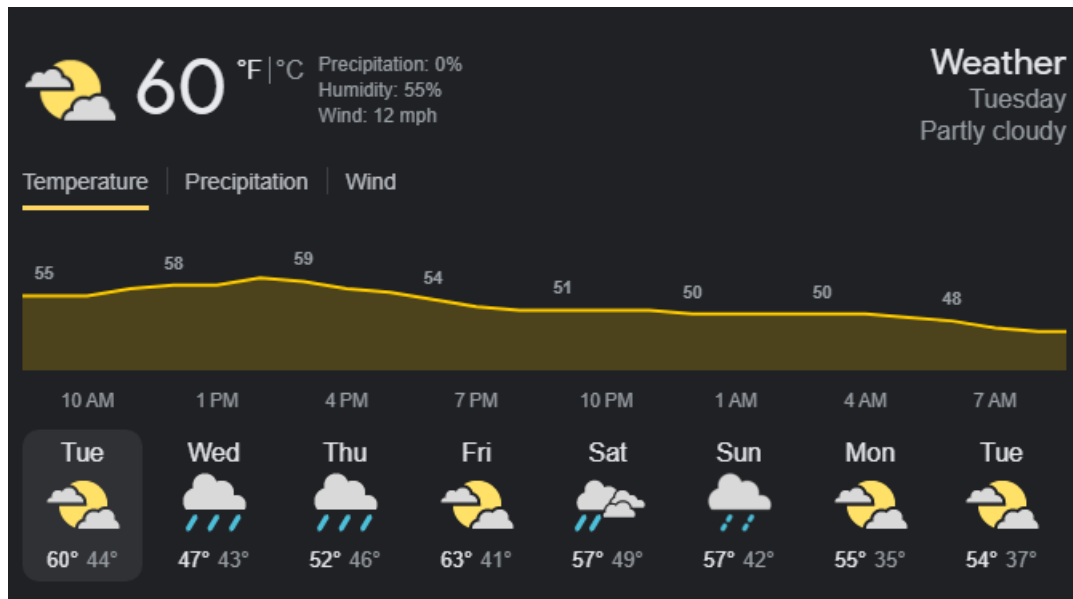 60 °F|°C
Precipitation: 0%
Humidity: 55%
Wind: 12 mph
Weather
Tuesday
Partly cloudy
Temperature Precipitation Wind
55 58 59 54 51 50 50 48
10 AM 1 PM 4 PM 7 PM 10 PM 1 AM 4 AM 7 AM
Tue Wed Thu Fri Sat Sun Mon Tue
60° 44° 47° 43° 52° 46° 63° 41° 57° 49° 57° 42° 55° 35° 54° 37°